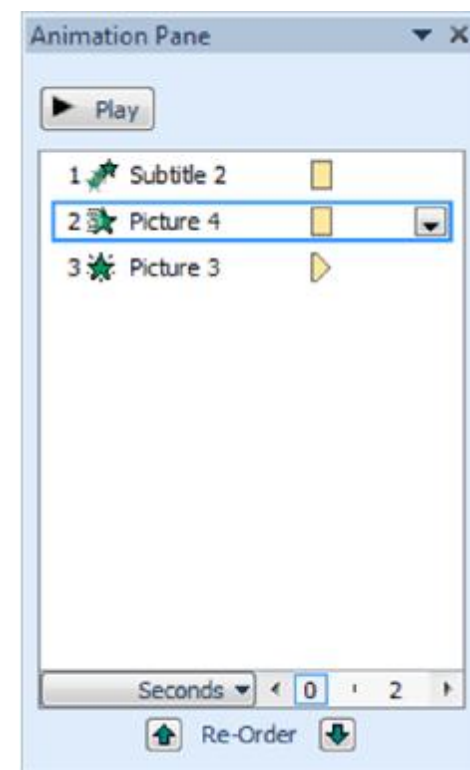 Animation Pane
Play
1 Subtitle 2
2 Picture 4
3 Picture 3
Seconds 0 2
Re-Order